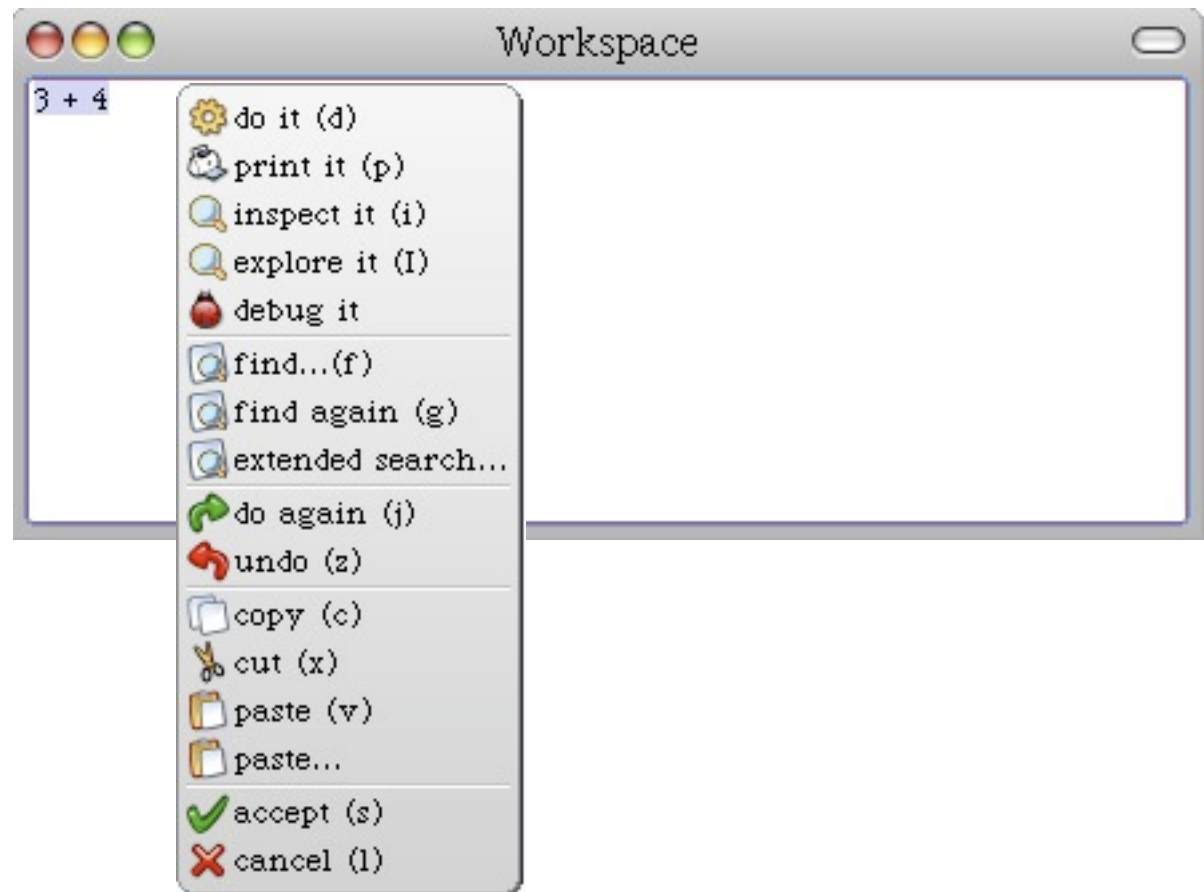 Workspace
3 + 4
do it (d)
print it (p)
inspect it (i)
explore it (I)
debug it
find...(f)
find again (g)
extended search...
do again (j)
undo (z)
copy (c)
cut (x)
paste (v)
paste...
accept (s)
cancel (l)